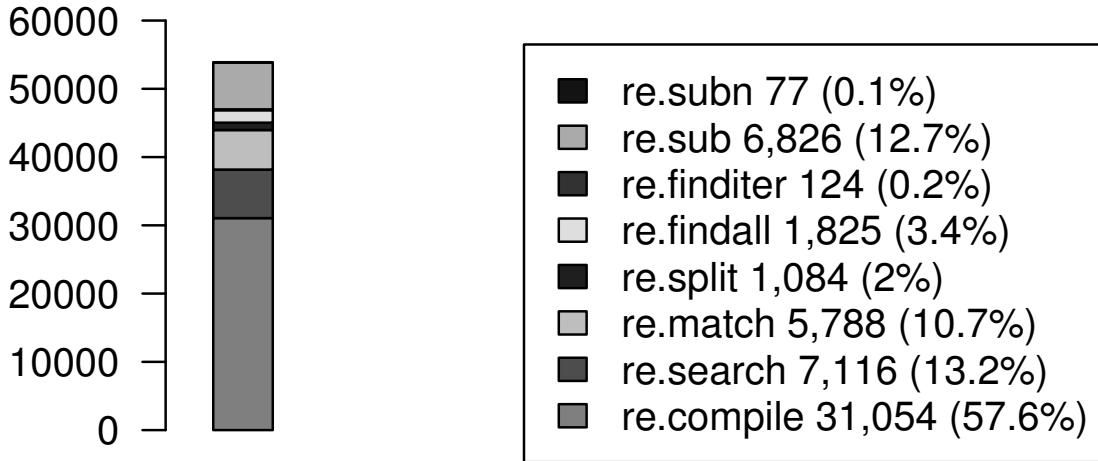 60000
50000
40000
30000
20000
10000
0
re.subn 77 (0.1%)
re.sub 6,826 (12.7%)
re.finditer 124 (0.2%)
re.findall 1,825 (3.4%)
re.split 1,084 (2%)
re.match 5,788 (10.7%)
re.search 7,116 (13.2%)
re.compile 31,054 (57.6%)